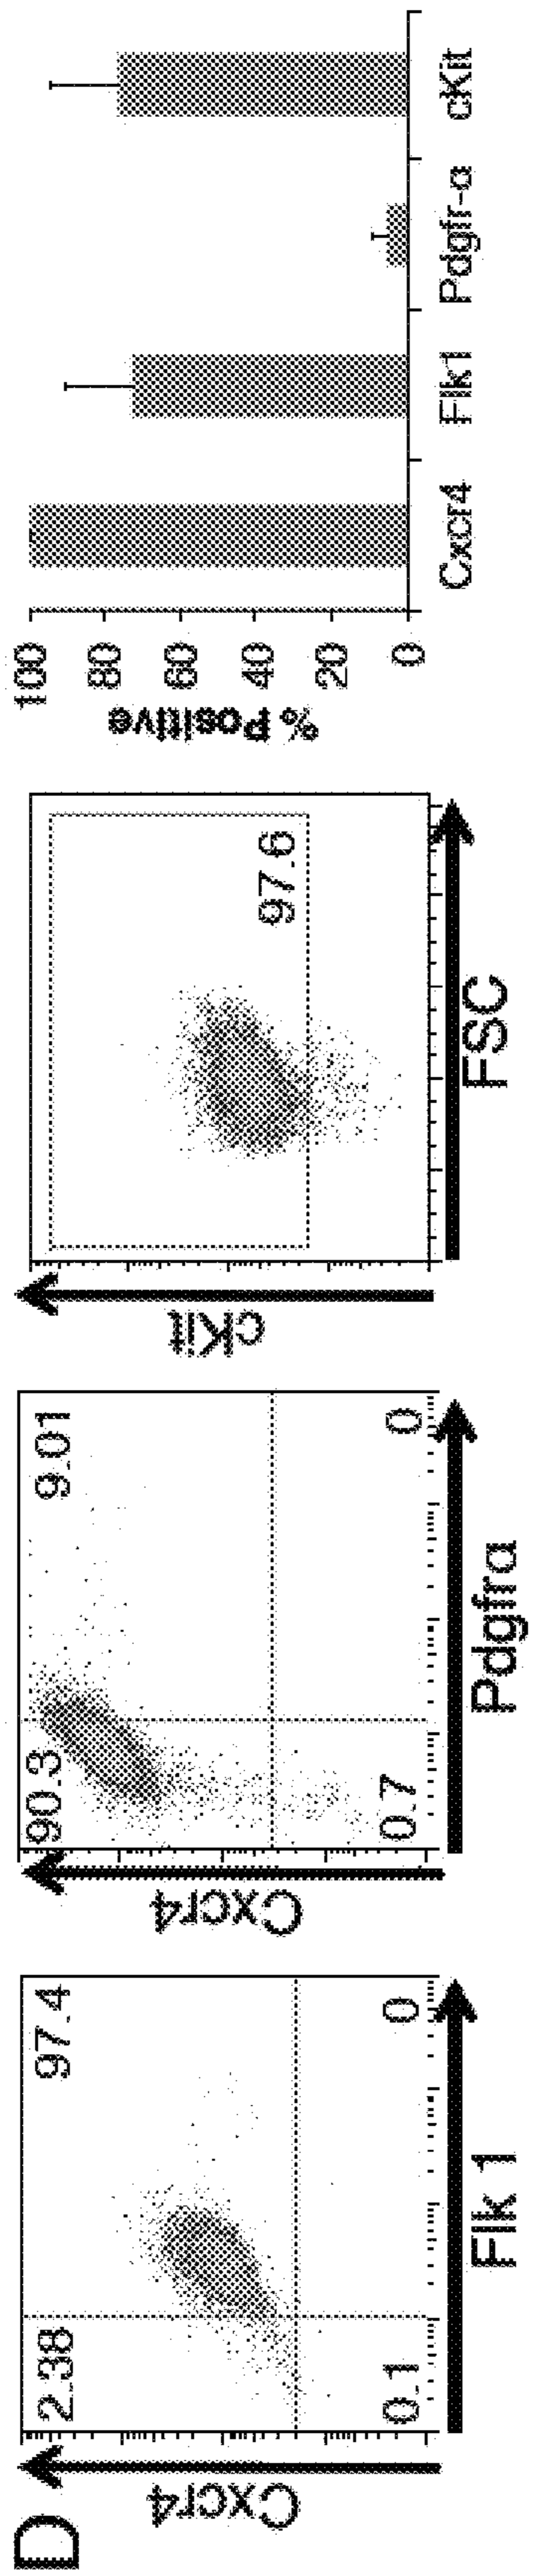 D
Cxcr4
2.38
97.4
0.1
0
Flk 1
Cxcr4
90.3
9.01
0.7
0
Pdgfra
cKit
97.6
FSC
% Positive
100
80
60
40
20
0
Cxcr4 Flk1 Pdgfr-α cKit